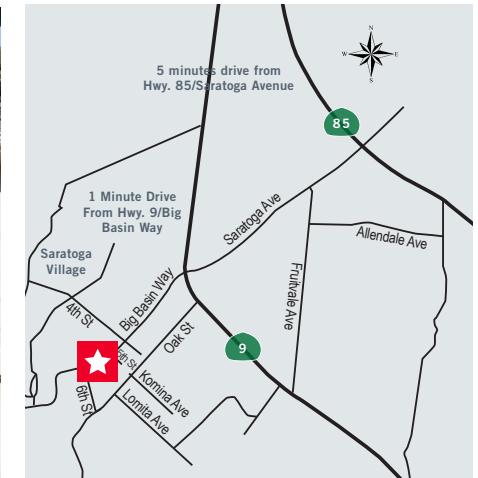 N
W
E
S
5 minutes drive from
Hwy. 85/Saratoga Avenue
85
1 Minute Drive
From Hwy. 9/Big
Basin Way
Saratoga Ave
Allendale Ave
Saratoga
Village
Fruitvale Ave
Big Basin Way
4th St
Oak St
9
5th St
Komina Ave
6th St
Lomita Ave